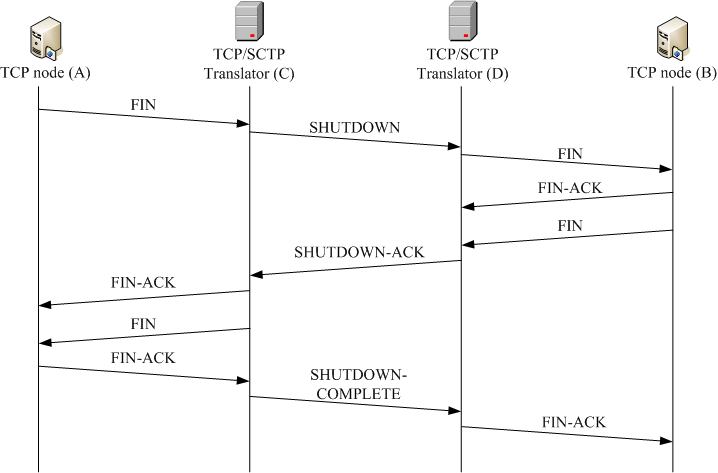 TCP node (A)
TCP/SCTP
Translator (C)
TCP/SCTP
Translator (D)
TCP node (B)
FIN
SHUTDOWN
FIN
FIN-ACK
FIN
SHUTDOWN-ACK
FIN-ACK
FIN
FIN-ACK
SHUTDOWN-
COMPLETE
FIN-ACK